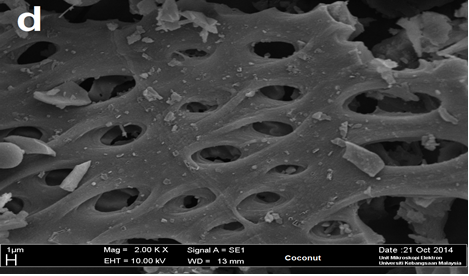 d
1µm
Mag = 2.00 K X
Signal A = SE1
Date :21 Oct 2014
EHT = 10.00 kV
WD = 13 mm
Coconut
Unit Mikroskopi Elektron
Universiti Kebangsaan Malaysia